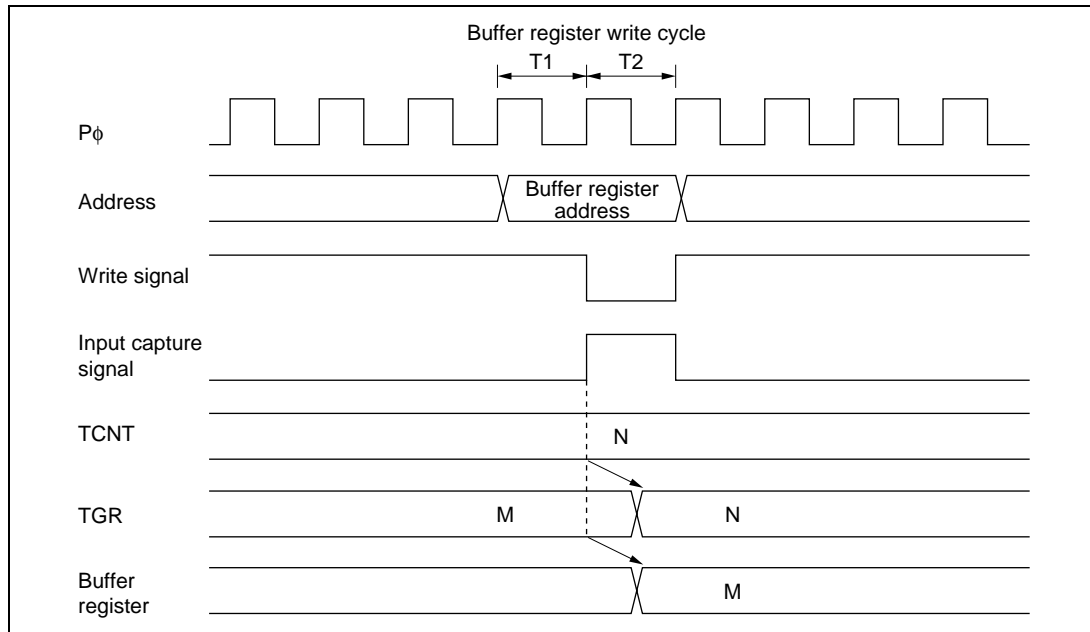 Buffer register write cycle
T1 T2
Pϕ
Address
Buffer register
address
Write signal
Input capture
signal
TCNT
N
TGR
M N
Buffer
register
M